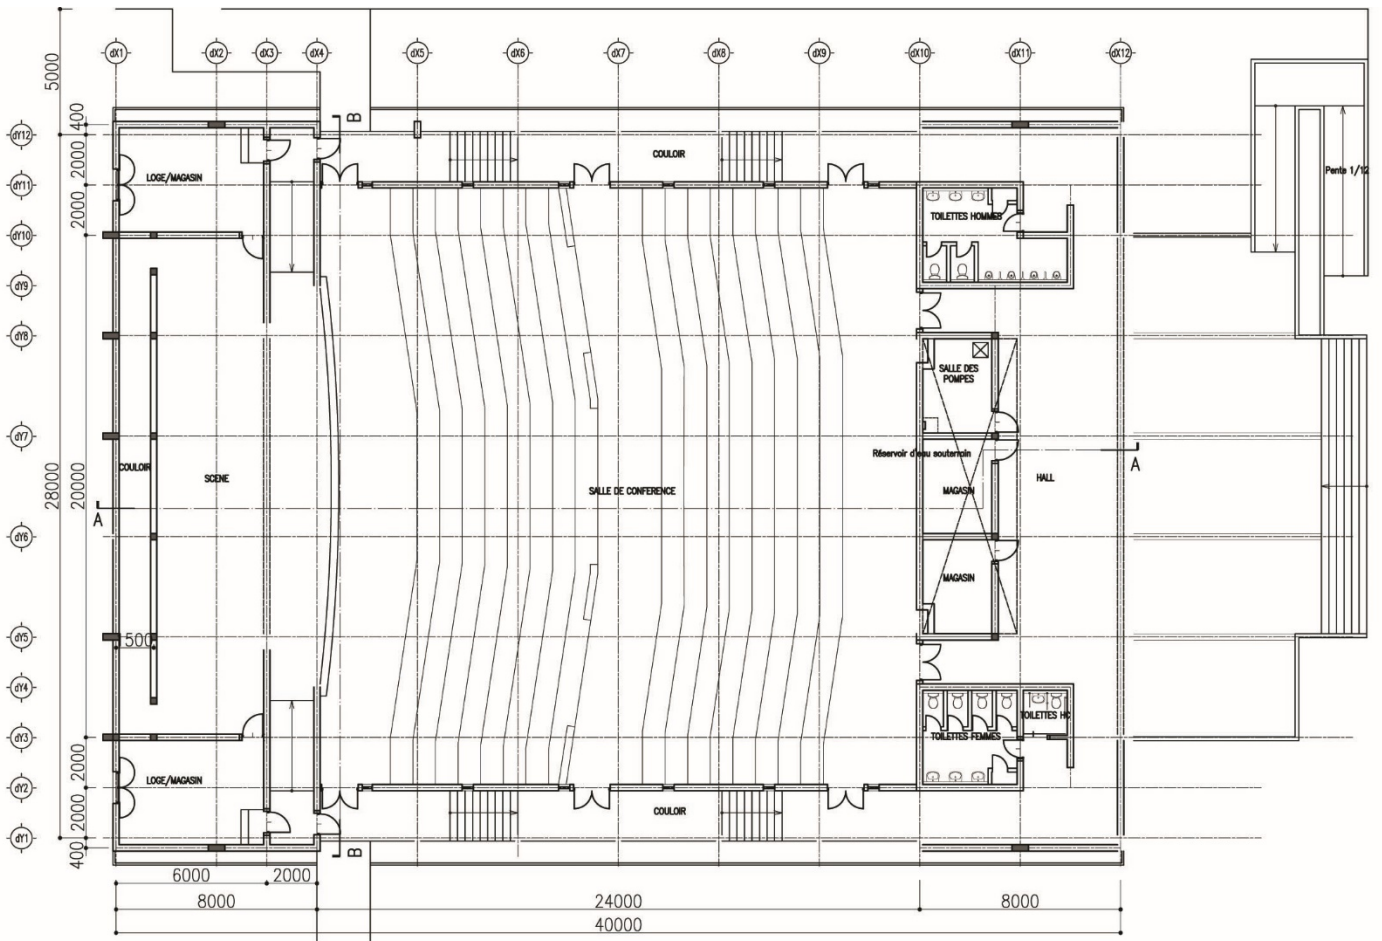 dX1 dX2 dX3 dX4 dX5 dX6 dX7 dX8 dX9 dX10 dX11 dX12
5000
400
B
dY12
2000
COULOIR
LOGE/MAGASIN
Pente 1/12
dY11
2000
TOILETTES HOMMES
dY10
dY9
dY8
SALLE DES
POMPES
dY7
Réservoir d'eau souterrain
COULOIR
SCENE
HALL
A
28000
20000
SALLE DE CONFERENCE
MAGASIN
A
dY6
MAGASIN
dY5
1500
dY4
TOILETTES HC
dY3
TOILETTES FEMMES
2000
LOGE/MAGASIN
dY2
COULOIR
2000
dY1
B
400
6000
2000
8000
24000
8000
40000